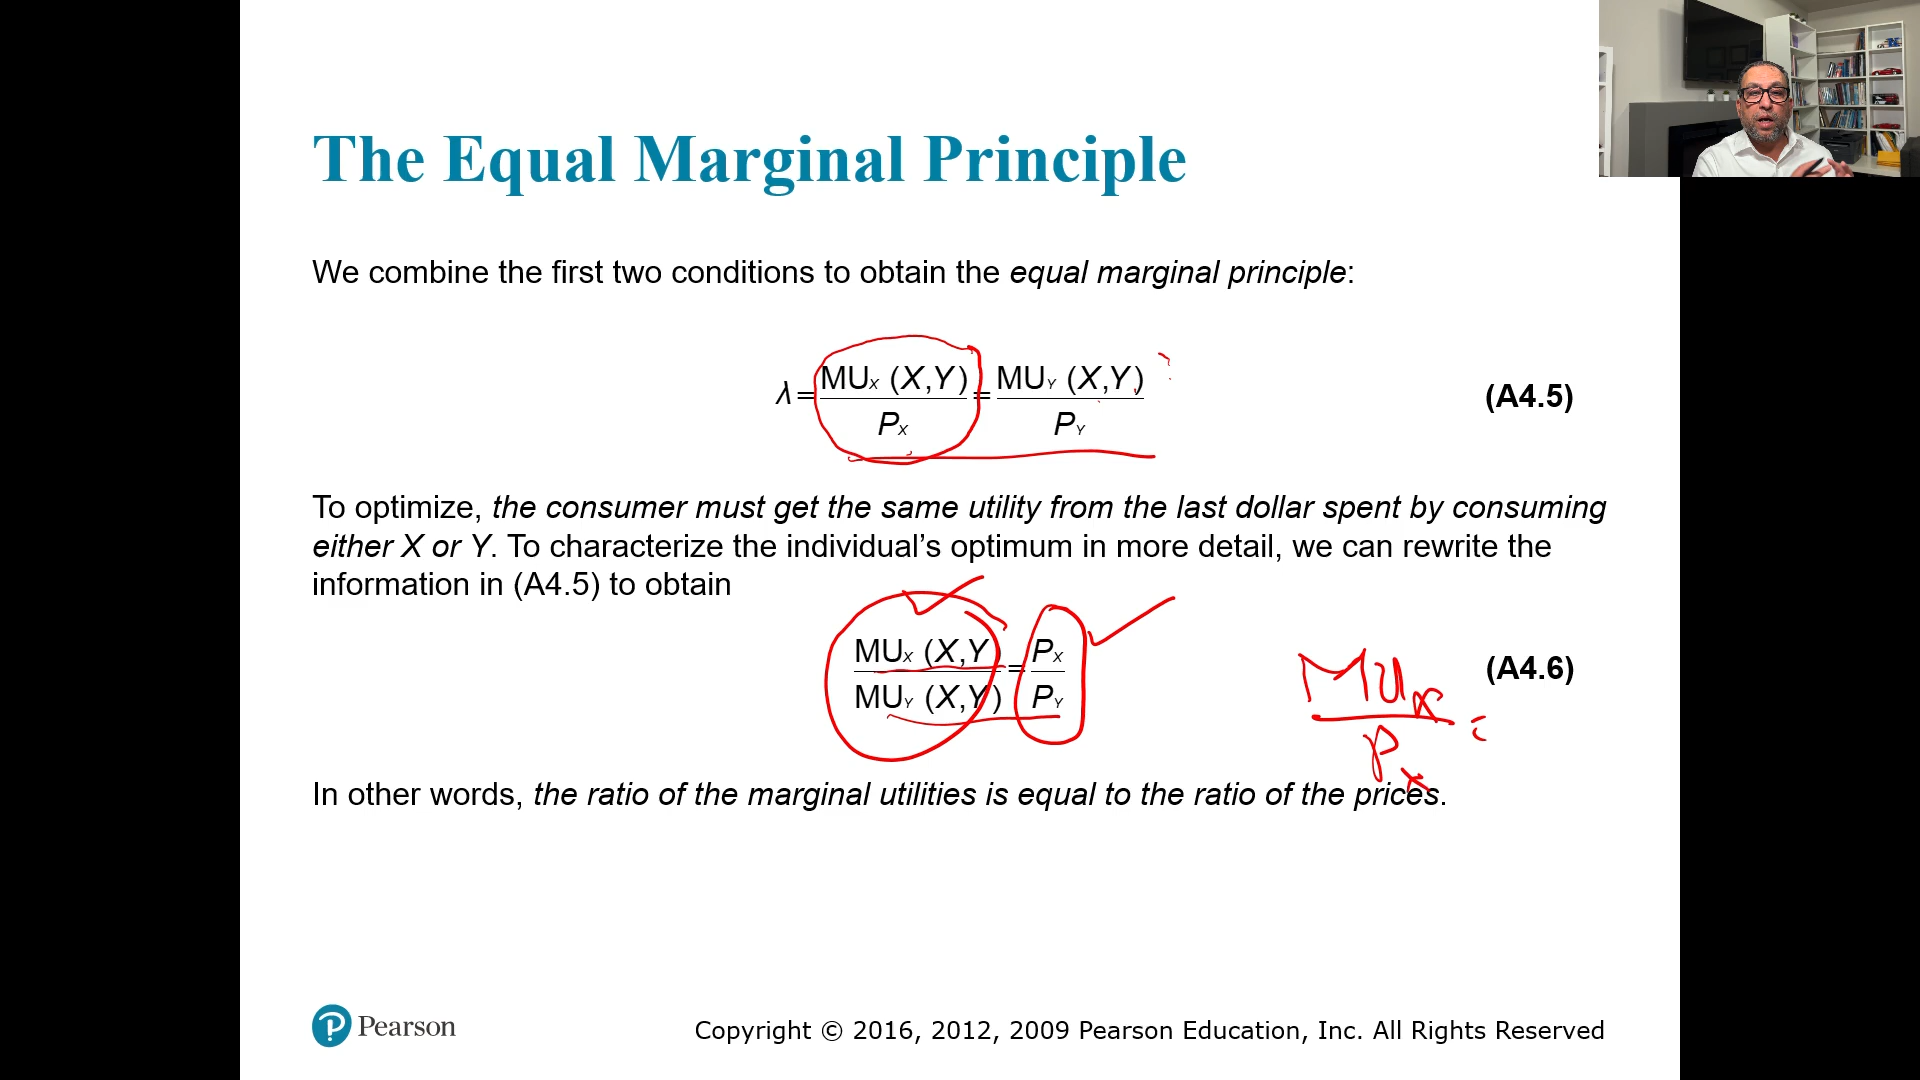 The Equal Marginal Principle
We combine the first two conditions to obtain the equal marginal principle:
λ = MUX (X,Y) / PX = MUY (X,Y) / PY (A4.5)
To optimize, the consumer must get the same utility from the last dollar spent by consuming
either X or Y. To characterize the individual's optimum in more detail, we can rewrite the
information in (A4.5) to obtain
MUX (X,Y) / MUY (X,Y) = PX / PY (A4.6)
MUx / Px =
In other words, the ratio of the marginal utilities is equal to the ratio of the prices.
Pearson
Copyright © 2016, 2012, 2009 Pearson Education, Inc. All Rights Reserved